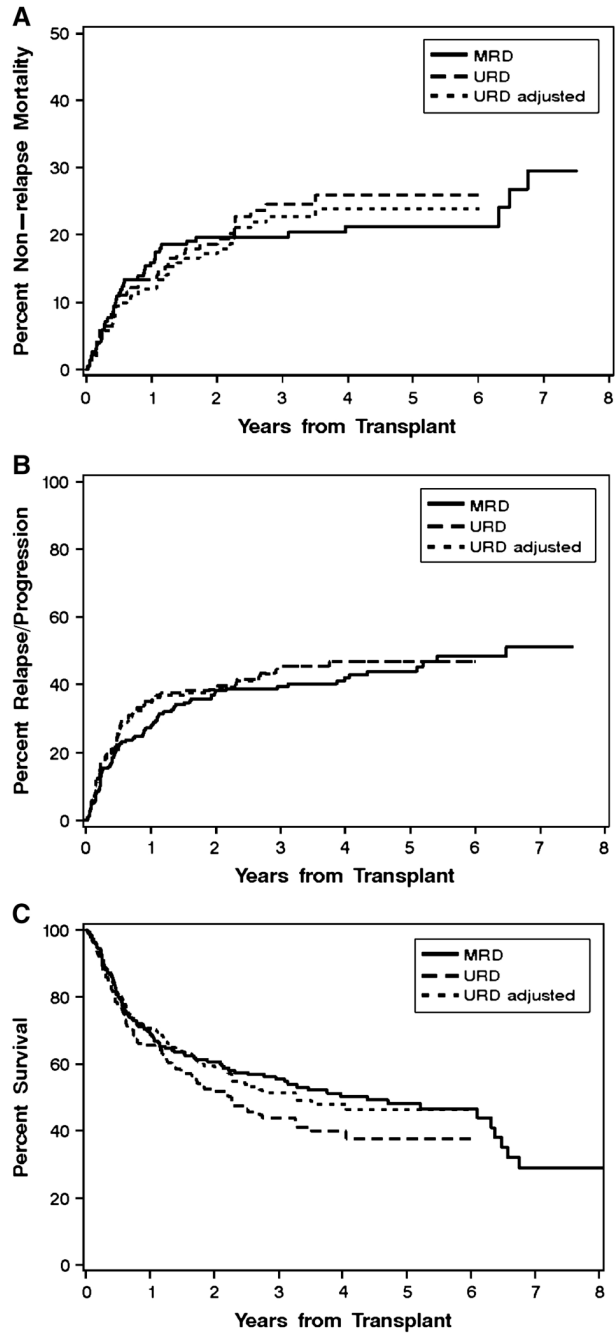 A
Percent Non-relapse Mortality
50
40
30
20
10
0
MRD
URD
URD adjusted
0 1 2 3 4 5 6 7 8
Years from Transplant
B
Percent Relapse/Progression
100
80
60
40
20
0
MRD
URD
URD adjusted
0 1 2 3 4 5 6 7 8
Years from Transplant
C
Percent Survival
100
80
60
40
20
0
MRD
URD
URD adjusted
0 1 2 3 4 5 6 7 8
Years from Transplant